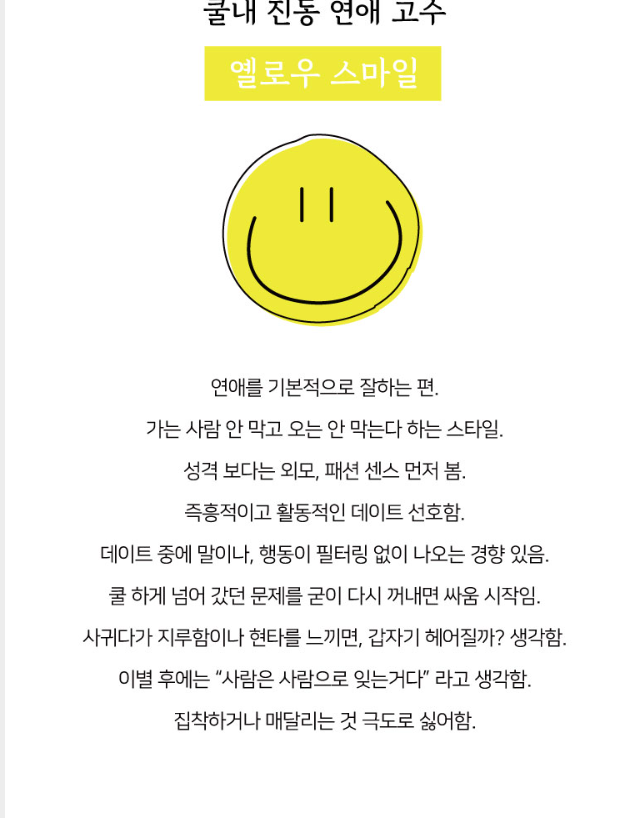 쿨내 진동 연애 고수
옐로우 스마일
연애를 기본적으로 잘하는 편.
가는 사람 안 막고 오는 안 막는다 하는 스타일.
성격 보다는 외모, 패션 센스 먼저 봄.
즉흥적이고 활동적인 데이트 선호함.
데이트 중에 말이나, 행동이 필터링 없이 나오는 경향 있음.
쿨 하게 넘어 갔던 문제를 굳이 다시 꺼내면 싸움 시작임.
사귀다가 지루함이나 현타를 느끼면, 갑자기 헤어질까? 생각함.
이별 후에는 “사람은 사람으로 잊는거다” 라고 생각함.
집착하거나 매달리는 것 극도로 싫어함.